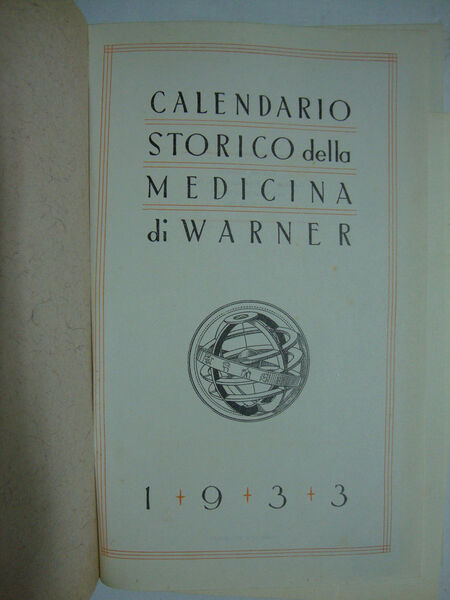 CALENDARIO
STORICO della
MEDICINA
di WARNER
1 + 9 + 3 + 3